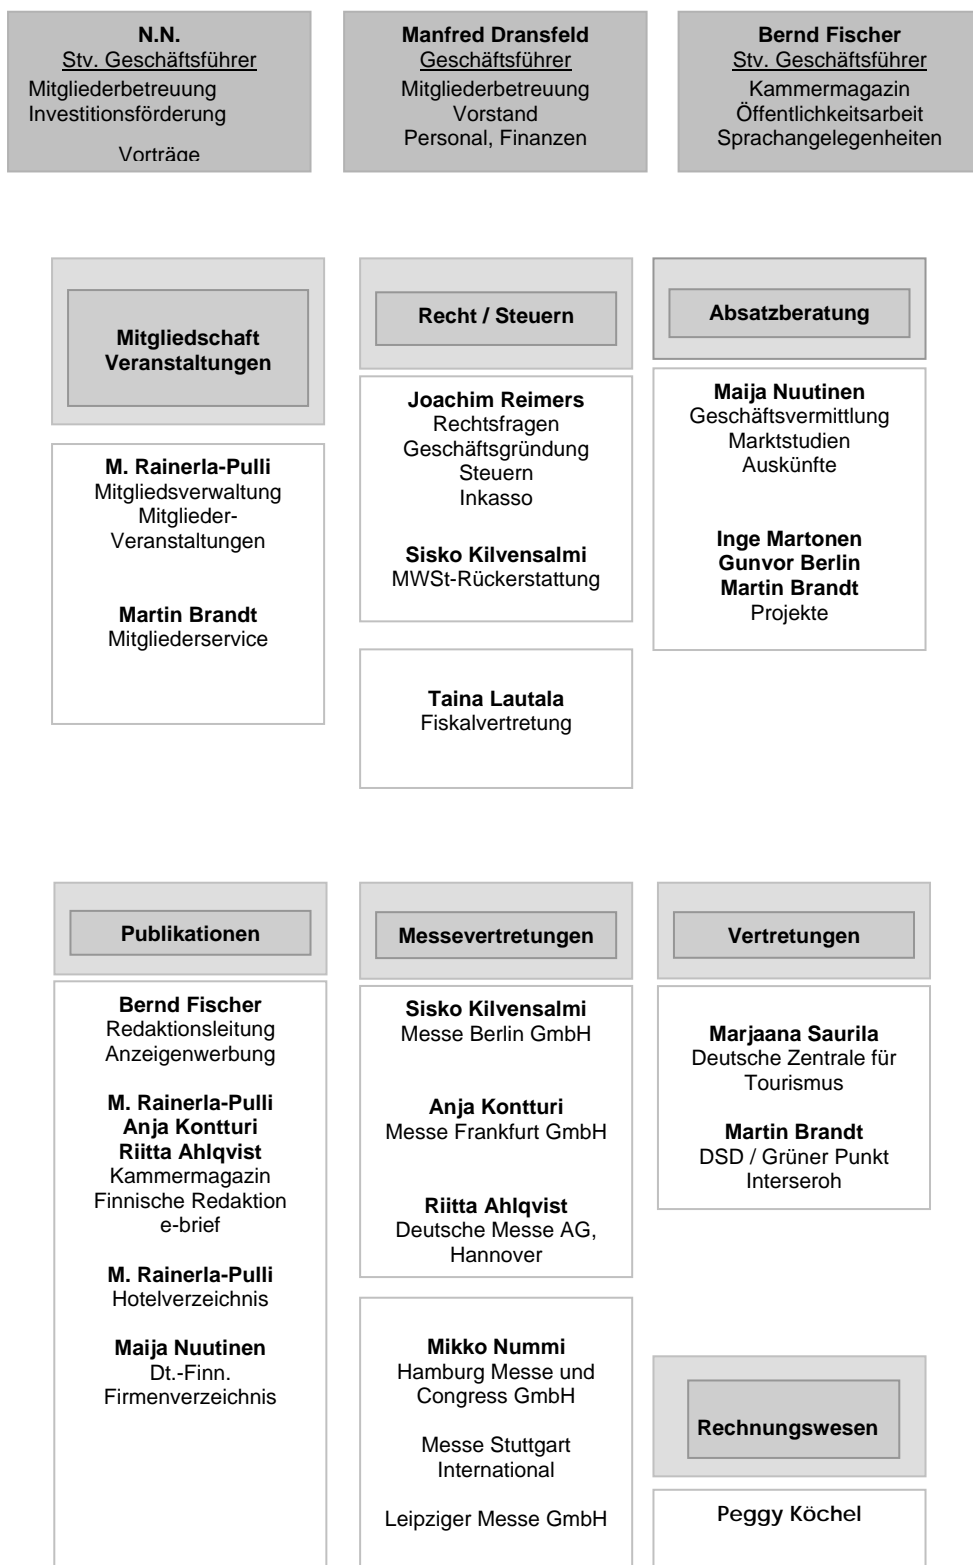 N.N.
Stv. Geschäftsführer
Mitgliederbetreuung
Investitionsförderung
Vorträge
Manfred Dransfeld
Geschäftsführer
Mitgliederbetreuung
Vorstand
Personal, Finanzen
Bernd Fischer
Stv. Geschäftsführer
Kammermagazin
Öffentlichkeitsarbeit
Sprachangelegenheiten
Mitgliedschaft
Veranstaltungen
M. Rainerla-Pulli
Mitgliedsverwaltung
Mitglieder-
Veranstaltungen
Martin Brandt
Mitgliederservice
Recht / Steuern
Joachim Reimers
Rechtsfragen
Geschäftsgründung
Steuern
Inkasso
Sisko Kilvensalmi
MWSt-Rückerstattung
Taina Lautala
Fiskalvertretung
Absatzberatung
Maija Nuutinen
Geschäftsvermittlung
Marktstudien
Auskünfte
Inge Martonen
Gunvor Berlin
Martin Brandt
Projekte
Publikationen
Bernd Fischer
Redaktionsleitung
Anzeigenwerbung
M. Rainerla-Pulli
Anja Kontturi
Riitta Ahlqvist
Kammermagazin
Finnische Redaktion
e-brief
M. Rainerla-Pulli
Hotelverzeichnis
Maija Nuutinen
Dt.-Finn.
Firmenverzeichnis
Messevertretungen
Sisko Kilvensalmi
Messe Berlin GmbH
Anja Kontturi
Messe Frankfurt GmbH
Riitta Ahlqvist
Deutsche Messe AG,
Hannover
Mikko Nummi
Hamburg Messe und
Congress GmbH
Messe Stuttgart
International
Leipziger Messe GmbH
Vertretungen
Marjaana Saurila
Deutsche Zentrale für
Tourismus
Martin Brandt
DSD / Grüner Punkt
Interseroh
Rechnungswesen
Peggy Köchel